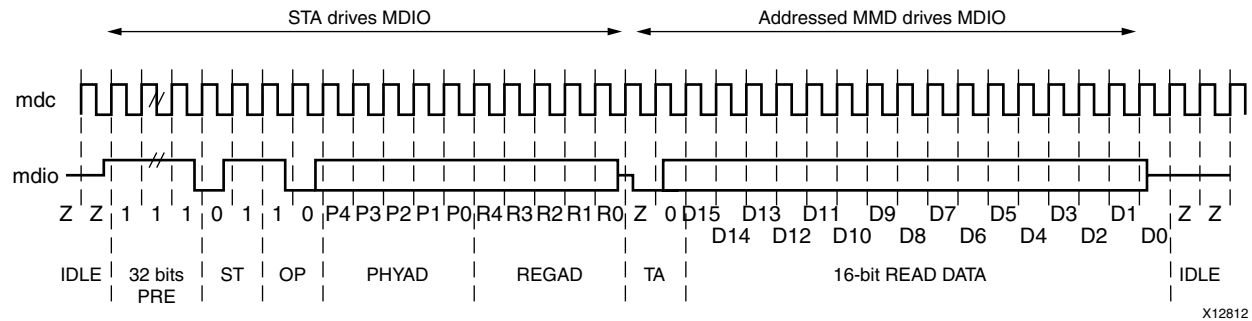 STA drives MDIO Addressed MMD drives MDIO
mdc
mdio
Z Z 1 1 1 0 1 1 0 P4 P3 P2 P1 P0 R4 R3 R2 R1 R0 Z 0 D15 D13 D11 D9 D7 D5 D3 D1 Z Z
D14 D12 D10 D8 D6 D4 D2 D0
IDLE 32 bits ST OP PHYAD REGAD TA 16-bit READ DATA IDLE
PRE
X12812